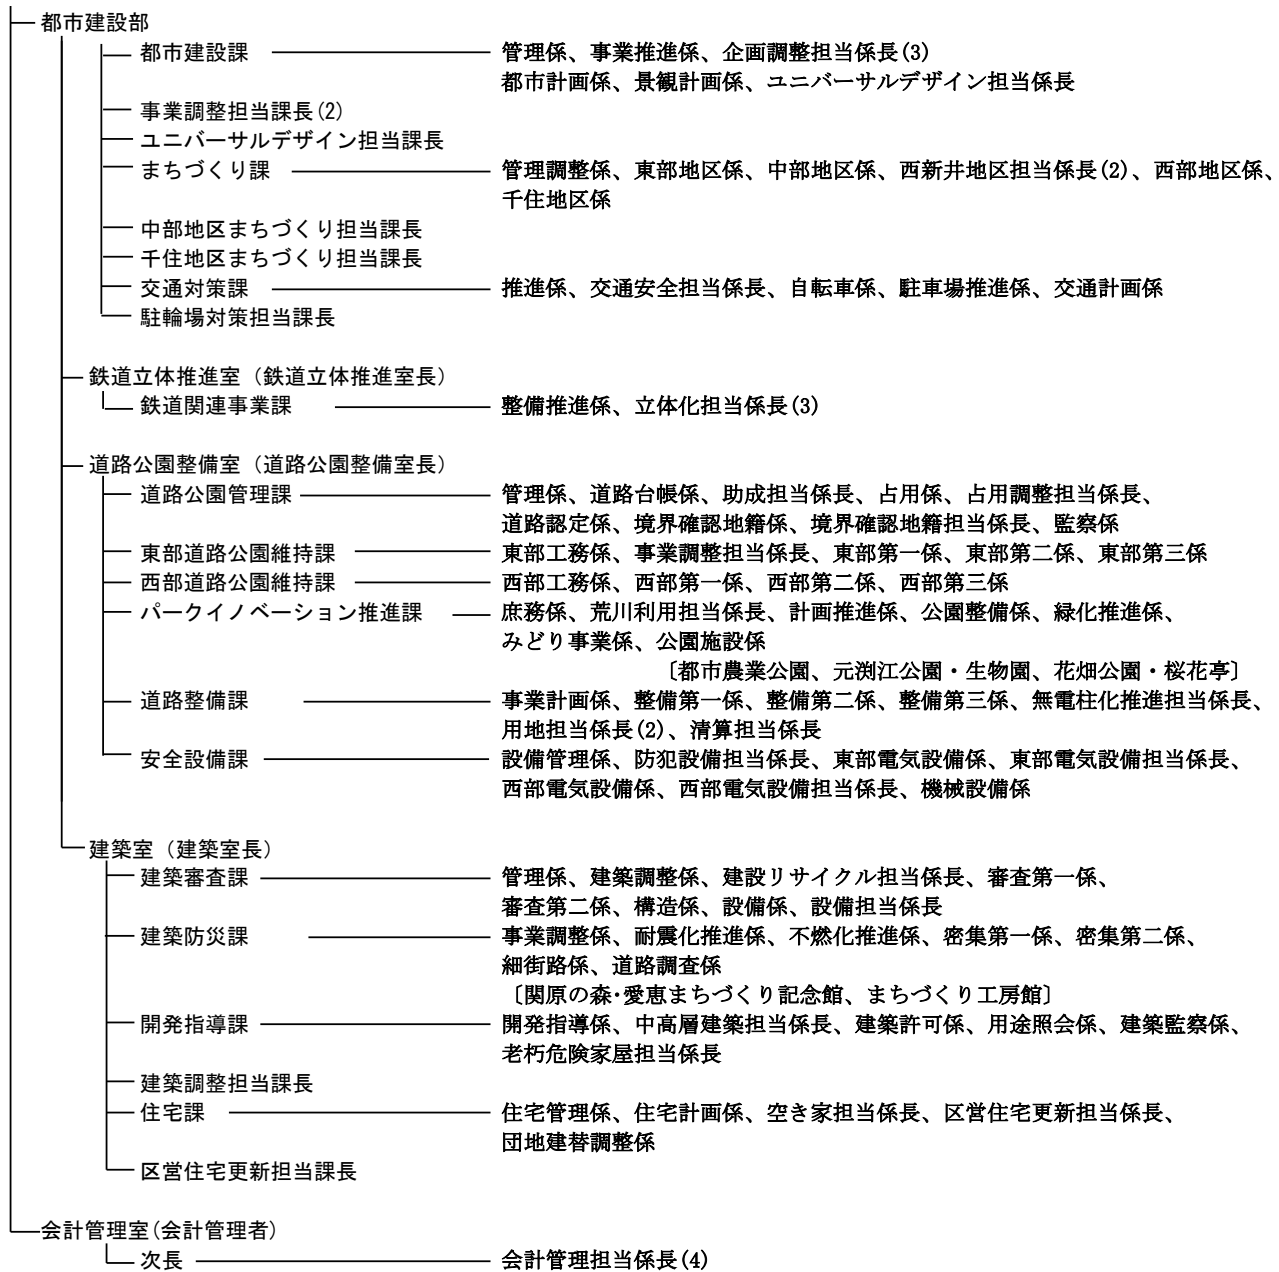 都市建設部
都市建設課 管理係、事業推進係、企画調整担当係長(3)
都市計画係、景観計画係、ユニバーサルデザイン担当係長
事業調整担当課長(2)
ユニバーサルデザイン担当課長
まちづくり課 管理調整係、東部地区係、中部地区係、西新井地区担当係長(2)、西部地区係、
千住地区係
中部地区まちづくり担当課長
千住地区まちづくり担当課長
交通対策課 推進係、交通安全担当係長、自転車係、駐車場推進係、交通計画係
駐輪場対策担当課長
鉄道立体推進室（鉄道立体推進室長）
鉄道関連事業課 整備推進係、立体化担当係長(3)
道路公園整備室（道路公園整備室長）
道路公園管理課 管理係、道路台帳係、助成担当係長、占用係、占用調整担当係長、
道路認定係、境界確認地籍係、境界確認地籍担当係長、監察係
東部道路公園維持課 東部工務係、事業調整担当係長、東部第一係、東部第二係、東部第三係
西部道路公園維持課 西部工務係、西部第一係、西部第二係、西部第三係
パークイノベーション推進課 庶務係、荒川利用担当係長、計画推進係、公園整備係、緑化推進係、
みどり事業係、公園施設係
〔都市農業公園、元渕江公園・生物園、花畑公園・桜花亭〕
道路整備課 事業計画係、整備第一係、整備第二係、整備第三係、無電柱化推進担当係長、
用地担当係長(2)、清算担当係長
安全設備課 設備管理係、防犯設備担当係長、東部電気設備係、東部電気設備担当係長、
西部電気設備係、西部電気設備担当係長、機械設備係
建築室（建築室長）
建築審査課 管理係、建築調整係、建設リサイクル担当係長、審査第一係、
審査第二係、構造係、設備係、設備担当係長
建築防災課 事業調整係、耐震化推進係、不燃化推進係、密集第一係、密集第二係、
細街路係、道路調査係
〔関原の森･愛恵まちづくり記念館、まちづくり工房館〕
開発指導課 開発指導係、中高層建築担当係長、建築許可係、用途照会係、建築監察係、
老朽危険家屋担当係長
建築調整担当課長
住宅課 住宅管理係、住宅計画係、空き家担当係長、区営住宅更新担当係長、
団地建替調整係
区営住宅更新担当課長
会計管理室(会計管理者)
次長 会計管理担当係長(4)